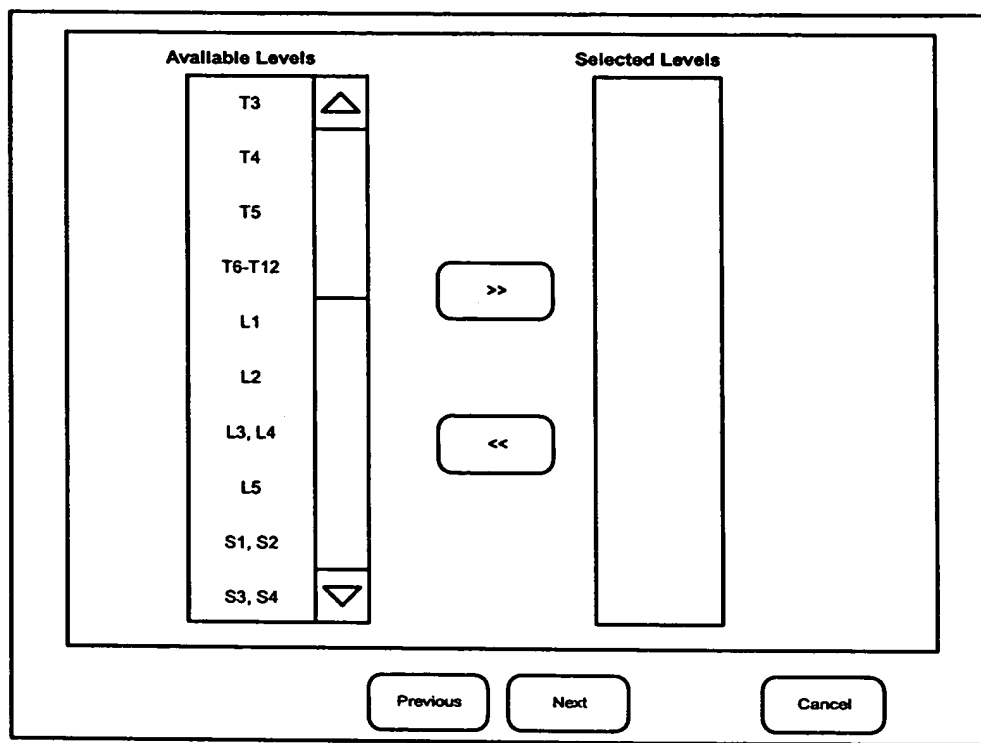 Available Levels
Selected Levels
T3
T4
T5
T6-T12
L1
L2
L3, L4
L5
S1, S2
S3, S4
>>
<<
Previous
Next
Cancel